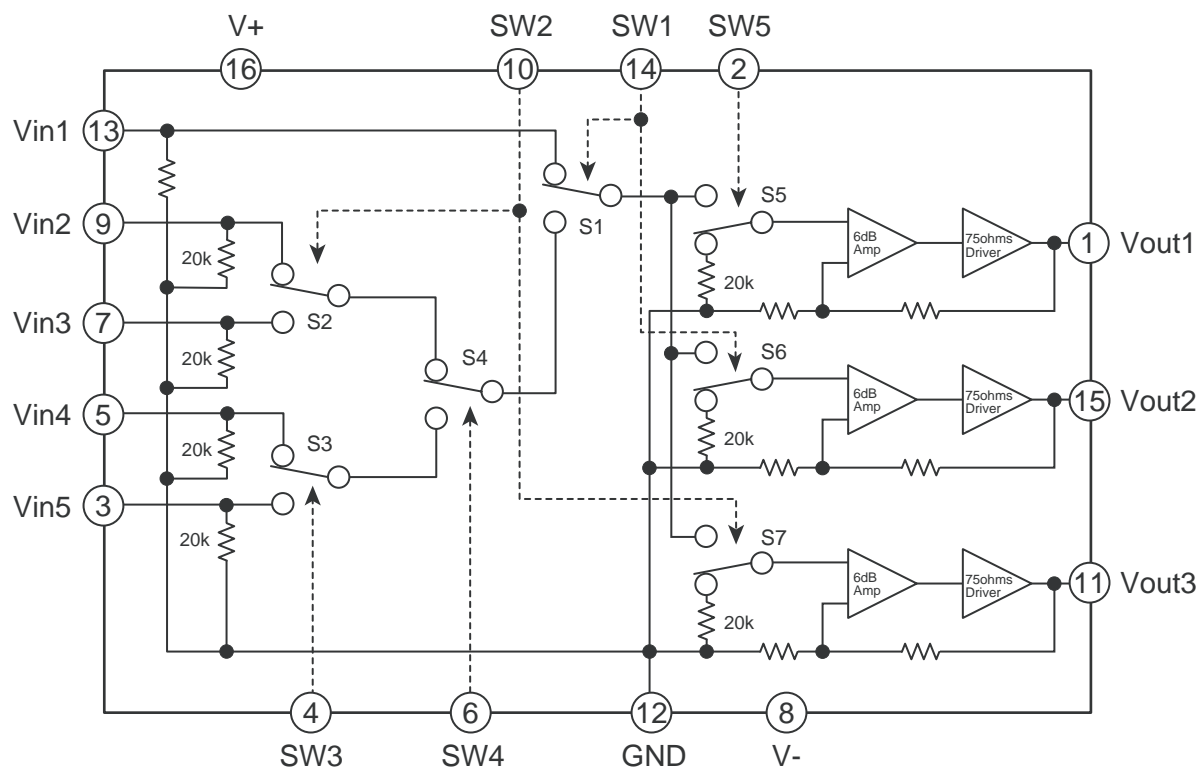 V+ SW2 SW1 SW5
16 10 14 2
Vin1 13
Vin2 9
20k
S2
Vin3 7
20k
Vin4 5
20k
S3
Vin5 3
20k
S4
S1
S5
20k
6dB
Amp
75ohms
Driver
1 Vout1
S6
20k
6dB
Amp
75ohms
Driver
15 Vout2
S7
20k
6dB
Amp
75ohms
Driver
11 Vout3
4 6 12 8
SW3 SW4 GND V-